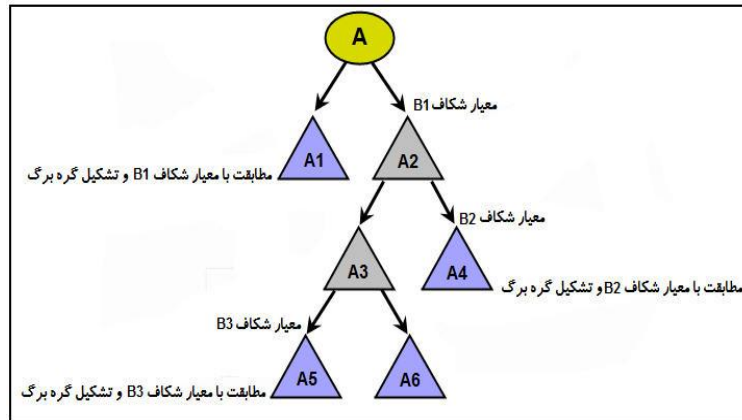 A
معیار شکاف B1
A1
A2
مطابقت با معیار شکاف B1 و تشکیل گره برگ
معیار شکاف B2
A3
A4
مطابقت با معیار شکاف B2و تشکیل گره برگ
معیار شکاف B3
A5
A6
مطابقت با معیار شکاف B3 و تشکیل گره برگ